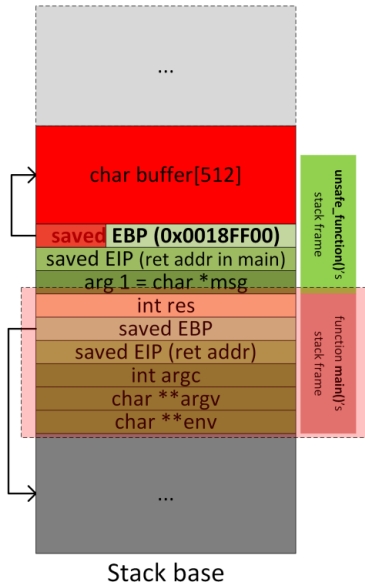 ...
char buffer[512]
saved EBP (0x0018FF00)
saved EIP (ret addr in main)
arg 1 = char *msg
int res
saved EBP
saved EIP (ret addr)
int argc
char **argv
char **env
...
Stack base
unsafe_function()'s
stack frame
function main()'s
stack frame